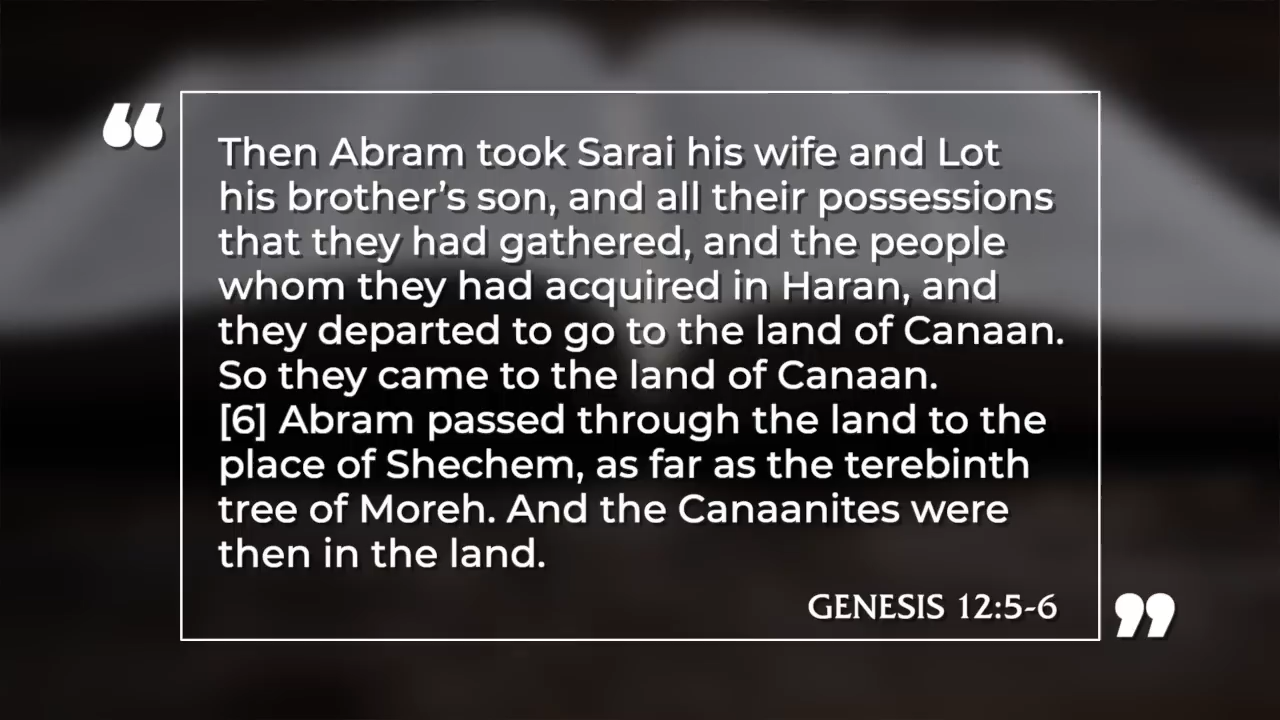 “
Then Abram took Sarai his wife and Lot
his brother’s son, and all their possessions
that they had gathered, and the people
whom they had acquired in Haran, and
they departed to go to the land of Canaan.
So they came to the land of Canaan.
[6] Abram passed through the land to the
place of Shechem, as far as the terebinth
tree of Moreh. And the Canaanites were
then in the land.
GENESIS 12:5-6
”